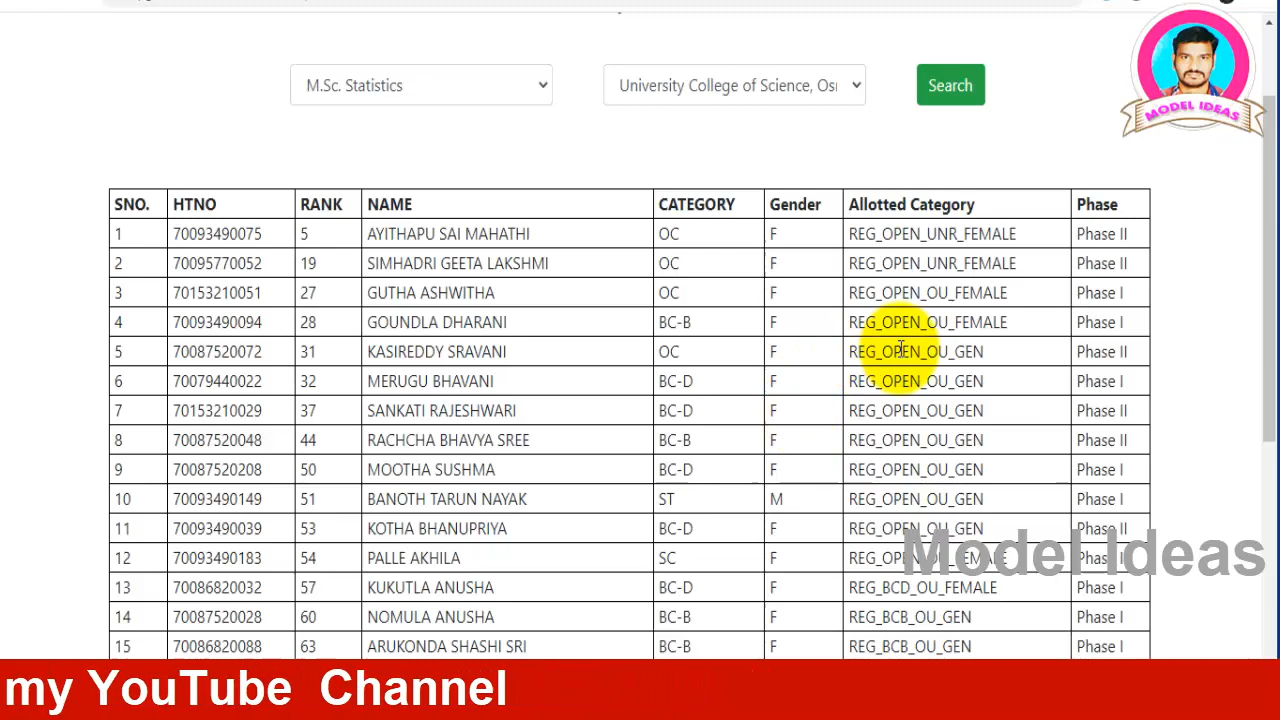 M.Sc. Statistics University College of Science, Osr Search
MODEL IDEAS
SNO. HTNO RANK NAME CATEGORY Gender Allotted Category Phase
1 70093490075 5 AYITHAPU SAI MAHATHI OC F REG_OPEN_UNR_FEMALE Phase II
2 70095770052 19 SIMHADRI GEETA LAKSHMI OC F REG_OPEN_UNR_FEMALE Phase II
3 70153210051 27 GUTHA ASHWITHA OC F REG_OPEN_OU_FEMALE Phase I
4 70093490094 28 GOUNDLA DHARANI BC-B F REG_OPEN_OU_FEMALE Phase I
5 70087520072 31 KASIREDDY SRAVANI OC F REG_OPEN_OU_GEN Phase II
6 70079440022 32 MERUGU BHAVANI BC-D F REG_OPEN_OU_GEN Phase I
7 70153210029 37 SANKATI RAJESHWARI BC-D F REG_OPEN_OU_GEN Phase II
8 70087520048 44 RACHCHA BHAVYA SREE BC-B F REG_OPEN_OU_GEN Phase II
9 70087520208 50 MOOTHA SUSHMA BC-D F REG_OPEN_OU_GEN Phase I
10 70093490149 51 BANOTH TARUN NAYAK ST M REG_OPEN_OU_GEN Phase I
11 70093490039 53 KOTHA BHANUPRIYA BC-D F REG_OPEN_OU_GEN Phase II
12 70093490183 54 PALLE AKHILA SC F REG_OPEN_OU_FEMALE Phase
Model Ideas
13 70086820032 57 KUKUTLA ANUSHA BC-D F REG_BCD_OU_FEMALE Phase I
14 70087520028 60 NOMULA ANUSHA BC-B F REG_BCB_OU_GEN Phase I
15 70086820088 63 ARUKONDA SHASHI SRI BC-B F REG_BCB_OU_GEN Phase I
my YouTube Channel